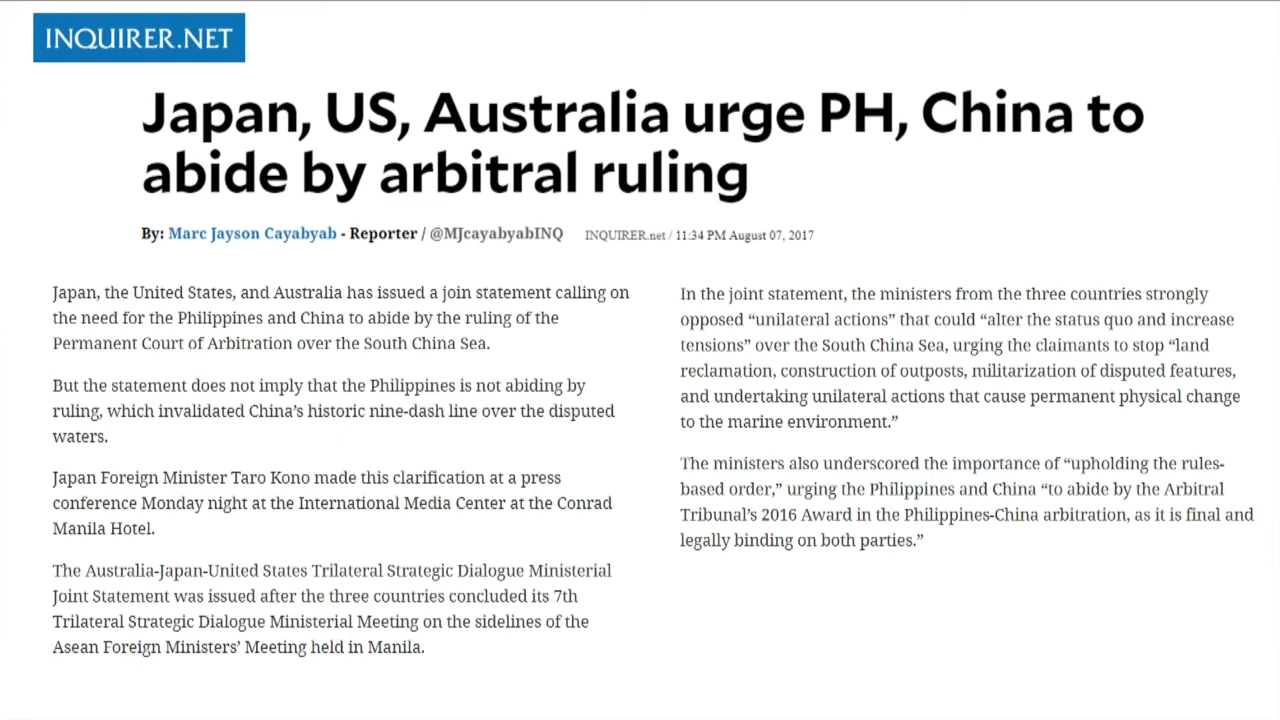 INQUIRER.NET
Japan, US, Australia urge PH, China to
abide by arbitral ruling
By: Marc Jayson Cayabyab - Reporter / @MJcayabyabINQ INQUIRER.net / 11:34 PM August 07, 2017
Japan, the United States, and Australia has issued a join statement calling on
the need for the Philippines and China to abide by the ruling of the
Permanent Court of Arbitration over the South China Sea.
But the statement does not imply that the Philippines is not abiding by
ruling, which invalidated China’s historic nine-dash line over the disputed
waters.
Japan Foreign Minister Taro Kono made this clarification at a press
conference Monday night at the International Media Center at the Conrad
Manila Hotel.
The Australia-Japan-United States Trilateral Strategic Dialogue Ministerial
Joint Statement was issued after the three countries concluded its 7th
Trilateral Strategic Dialogue Ministerial Meeting on the sidelines of the
Asean Foreign Ministers’ Meeting held in Manila.
In the joint statement, the ministers from the three countries strongly
opposed “unilateral actions” that could “alter the status quo and increase
tensions” over the South China Sea, urging the claimants to stop “land
reclamation, construction of outposts, militarization of disputed features,
and undertaking unilateral actions that cause permanent physical change
to the marine environment.”
The ministers also underscored the importance of “upholding the rules-
based order,” urging the Philippines and China “to abide by the Arbitral
Tribunal’s 2016 Award in the Philippines-China arbitration, as it is final and
legally binding on both parties.”